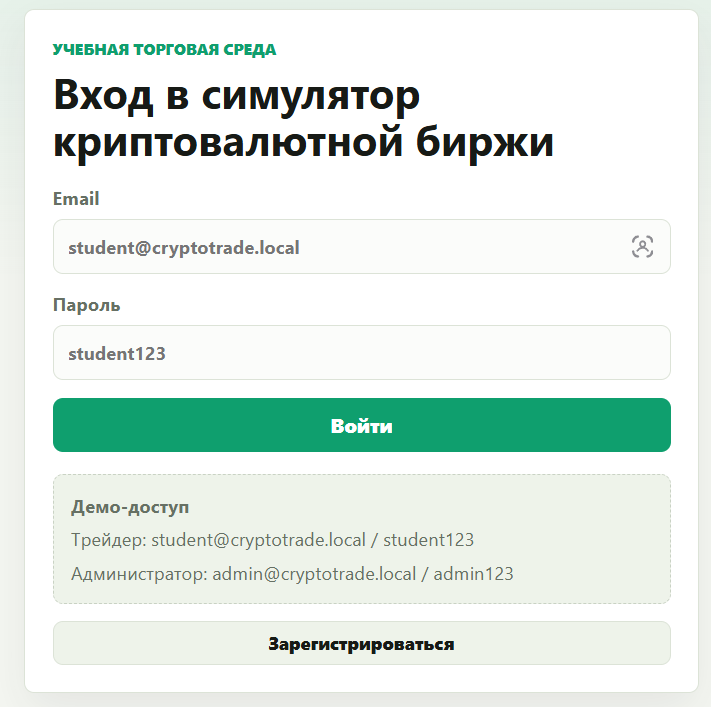 УЧЕБНАЯ ТОРГОВАЯ СРЕДА
Вход в симулятор
криптовалютной биржи
Email
student@cryptotrade.local
Пароль
student123
Войти
Демо-доступ
Трейдер: student@cryptotrade.local / student123
Администратор: admin@cryptotrade.local / admin123
Зарегистрироваться